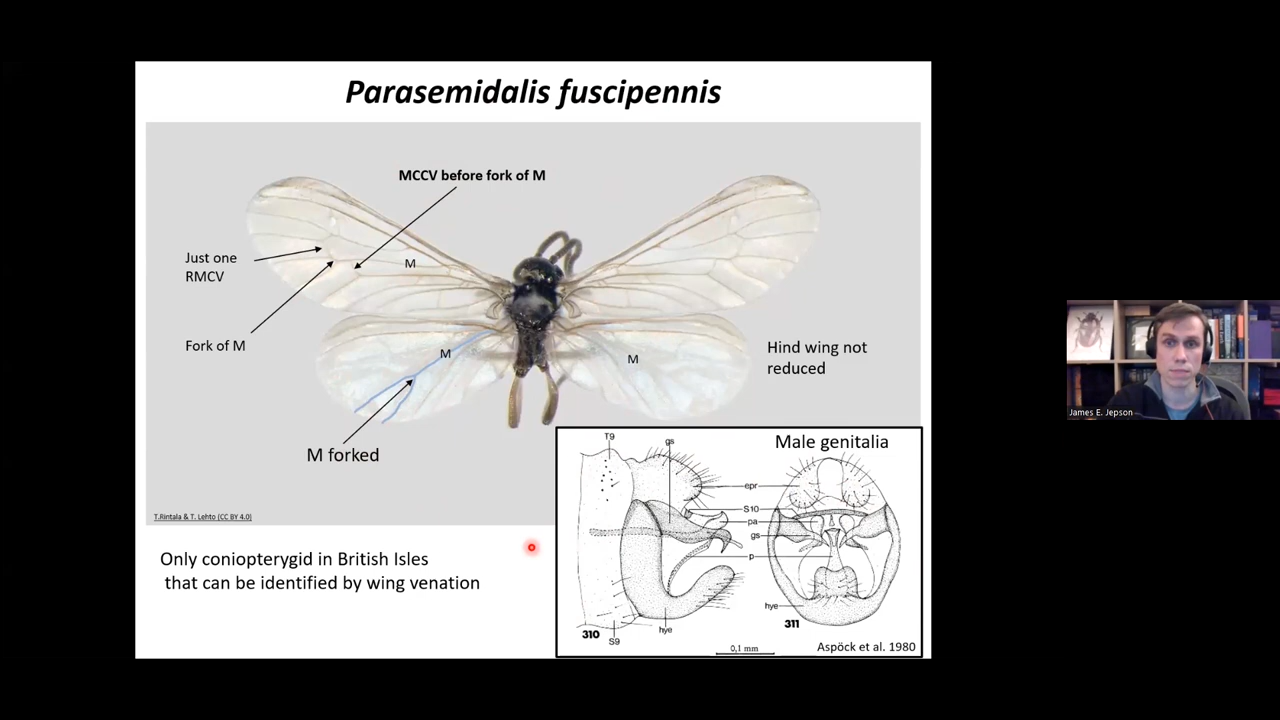 Parasemidalis fuscipennis
MCCV before fork of M
Just one
RMCV
M
Fork of M
M
M
Hind wing not
reduced
M forked
T.Rintala & T. Lehto (CC BY 4.0)
Only coniopterygid in British Isles
that can be identified by wing venation
Male genitalia
T9
gs
epr
S10
pa
gs
p
hye
hye
310
S9
311
0,1 mm
Aspöck et al. 1980
James E. Jepson